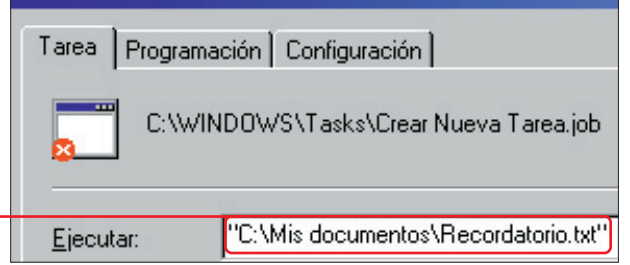 Tarea Programación Configuración
C:\WINDOWS\Tasks\Crear Nueva Tarea.job
Ejecutar: "C:\Mis documentos\Recordatorio.txt"